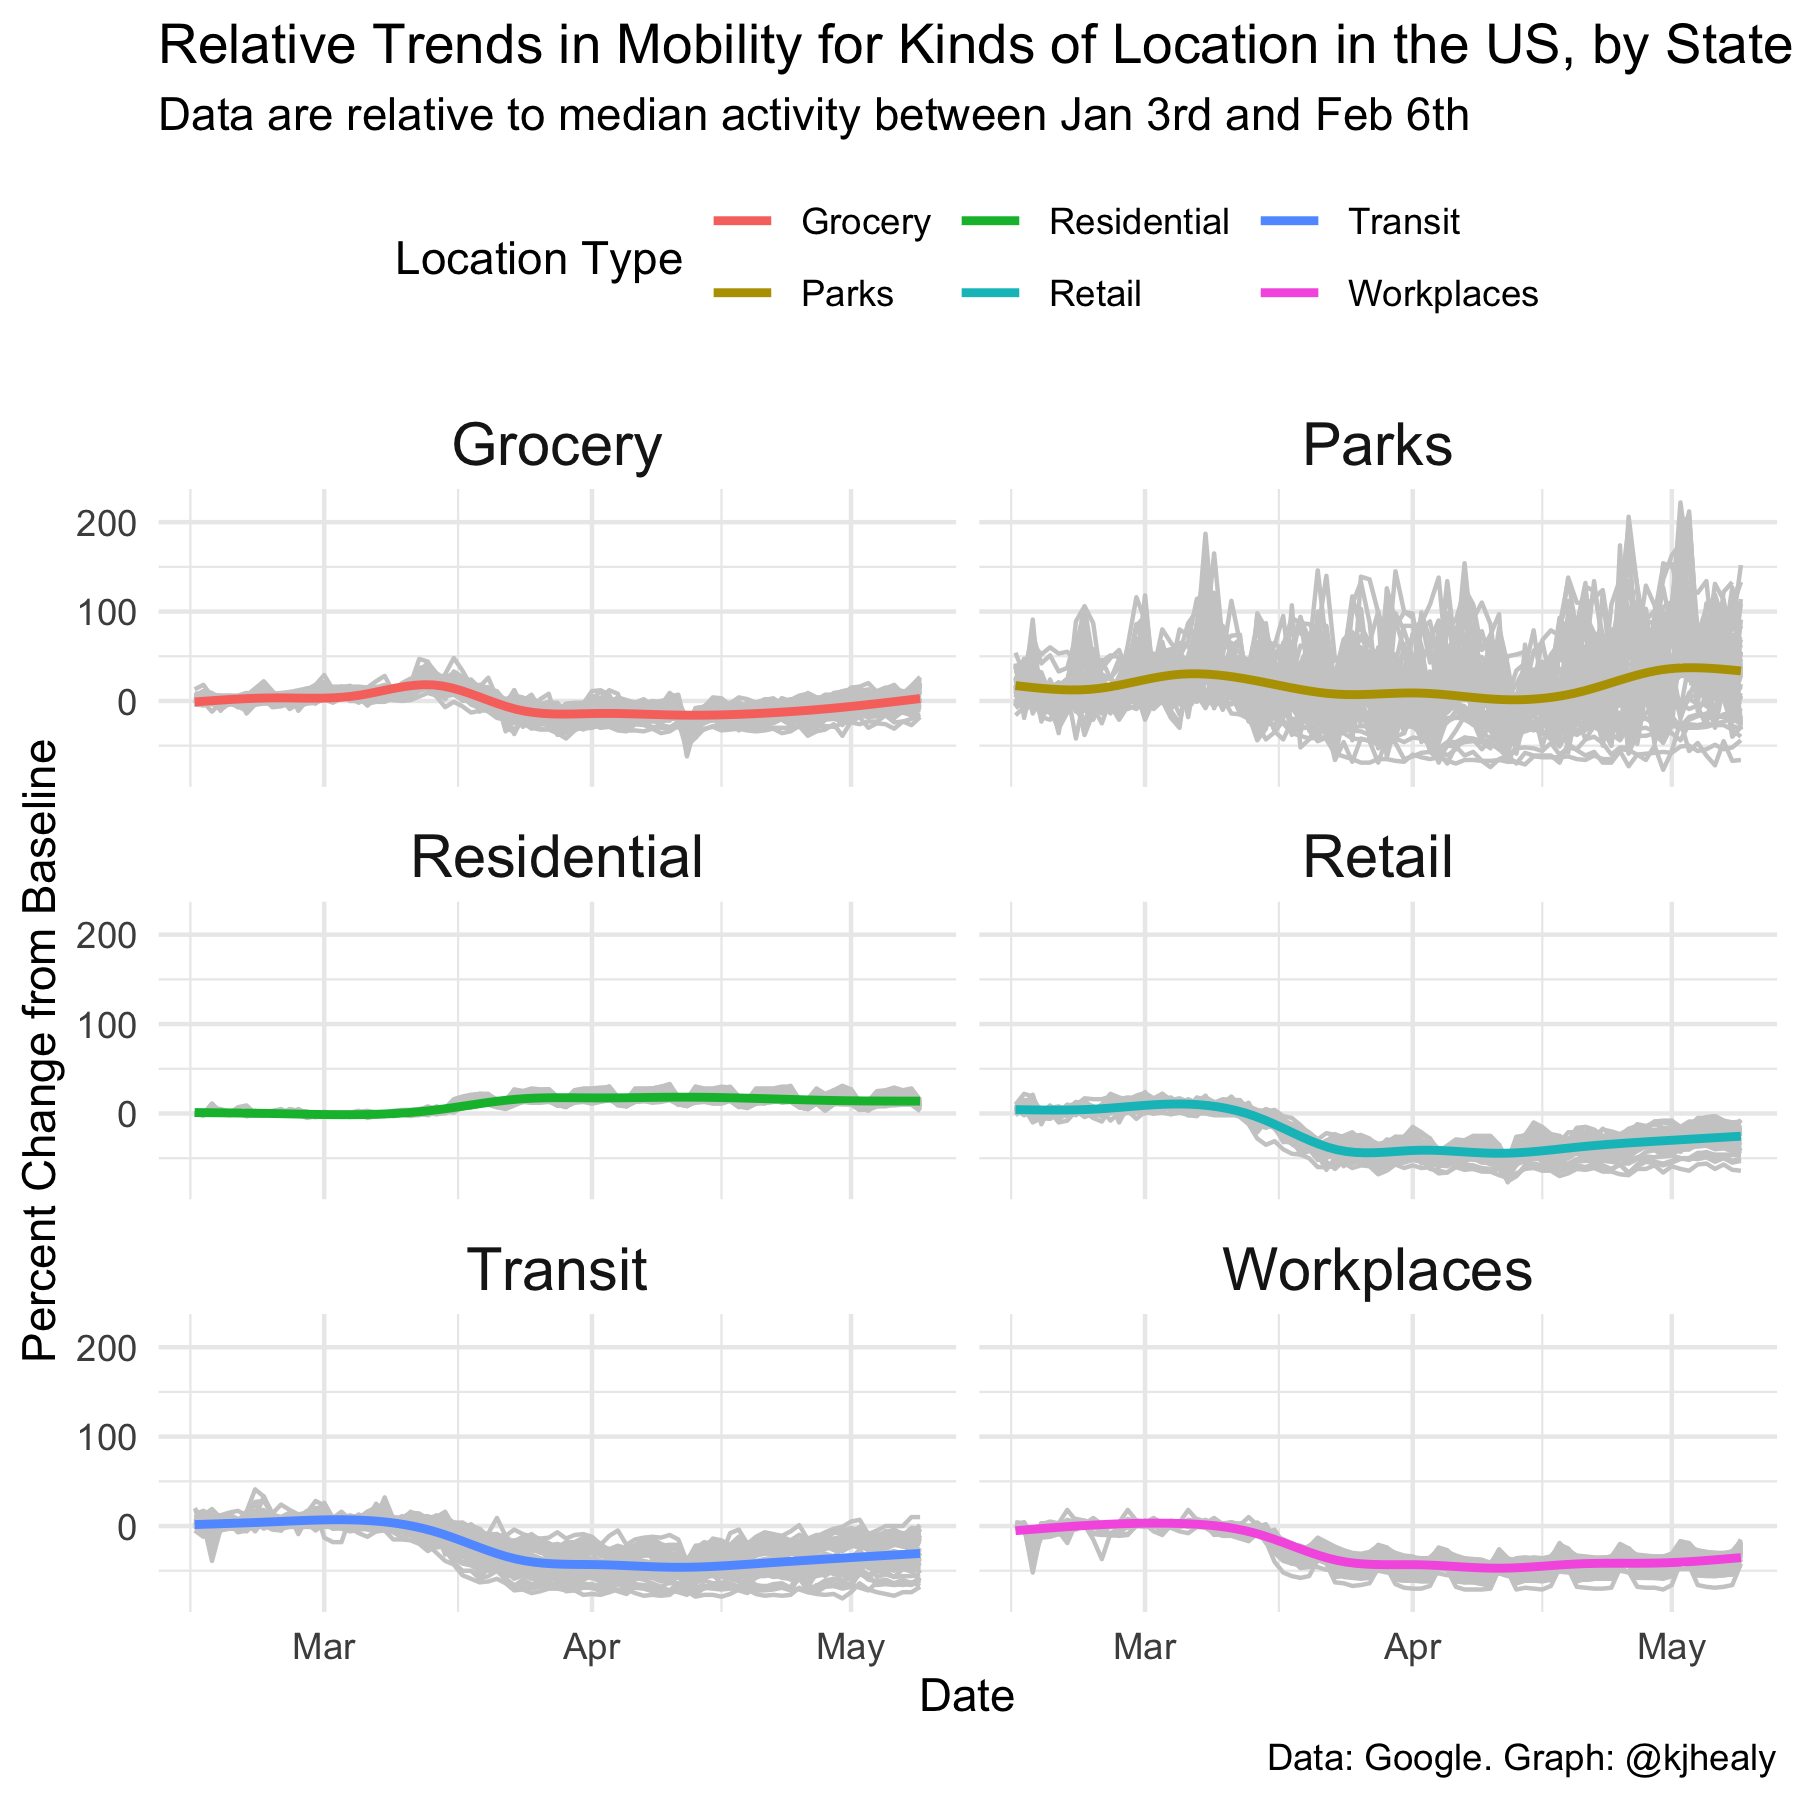 Relative Trends in Mobility for Kinds of Location in the US, by State
Data are relative to median activity between Jan 3rd and Feb 6th
Location Type
Grocery
Residential
Transit
Parks
Retail
Workplaces
Grocery
Parks
200
100
0
Residential
Retail
200
100
0
Transit
Workplaces
200
100
0
Percent Change from Baseline
Mar
Apr
May
Mar
Apr
May
Date
Data: Google. Graph: @kjhealy